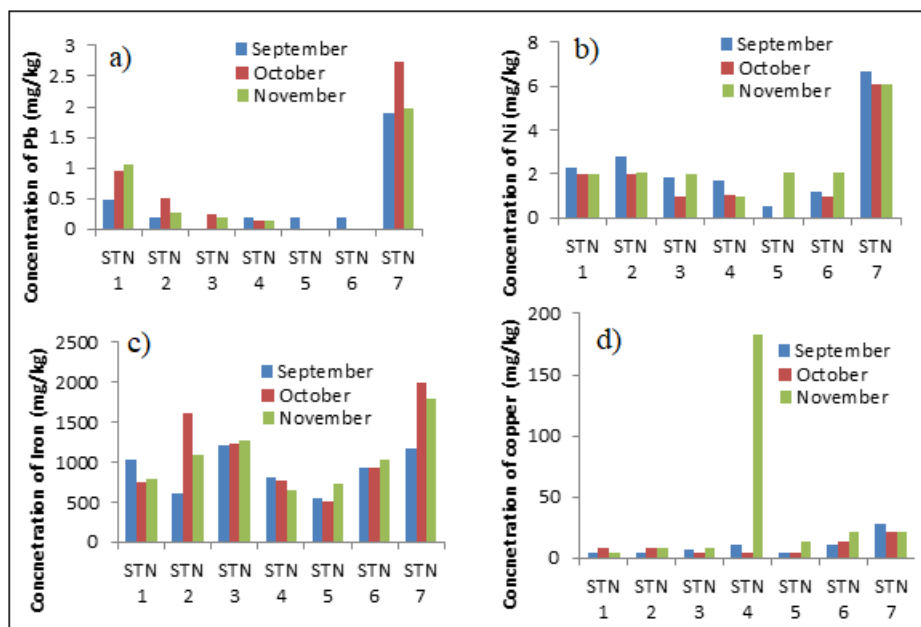 a)
Concentration of Pb (mg/kg)
3
2.5
2
1.5
1
0.5
0
September
October
November
STN STN STN STN STN STN STN
1 2 3 4 5 6 7
b)
Concentration of Ni (mg/kg)
8
6
4
2
0
September
October
November
STN STN STN STN STN STN STN
1 2 3 4 5 6 7
c)
Concnetration of Iron (mg/kg)
2500
2000
1500
1000
500
0
September
October
November
STN STN STN STN STN STN STN
1 2 3 4 5 6 7
d)
Concnetration of copper (mg/kg)
200
150
100
50
0
September
October
November
STN STN STN STN STN STN STN
1 2 3 4 5 6 7